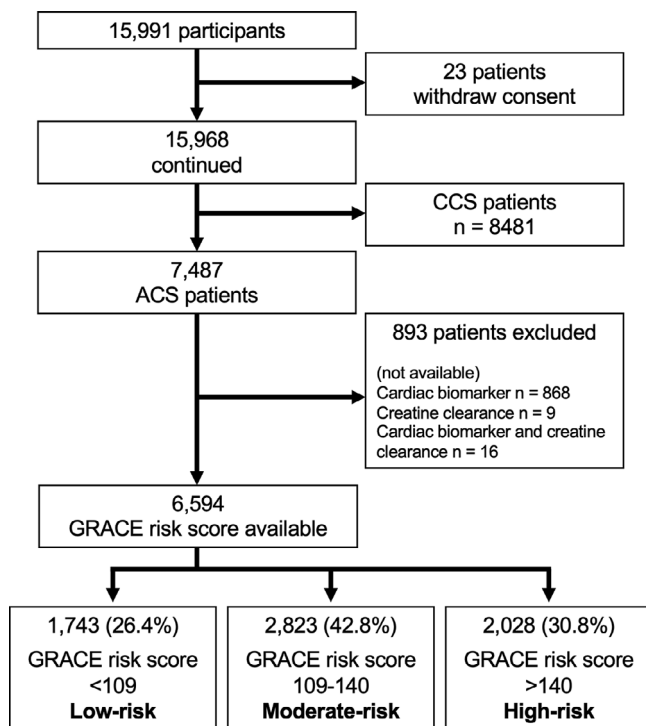 15,991 participants
23 patients
withdraw consent
15,968
continued
CCS patients
n = 8481
7,487
ACS patients
893 patients excluded
(not available)
Cardiac biomarker n = 868
Creatine clearance n = 9
Cardiac biomarker and creatine
clearance n = 16
6,594
GRACE risk score available
1,743 (26.4%)
GRACE risk score
<109
Low-risk
2,823 (42.8%)
GRACE risk score
109-140
Moderate-risk
2,028 (30.8%)
GRACE risk score
>140
High-risk